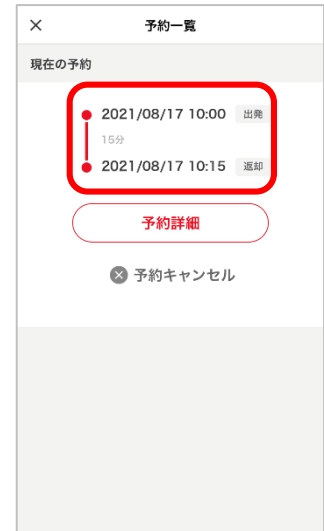 予約一覧
現在の予約
2021/08/17 10:00 出発
15分
2021/08/17 10:15 返却
予約詳細
予約キャンセル